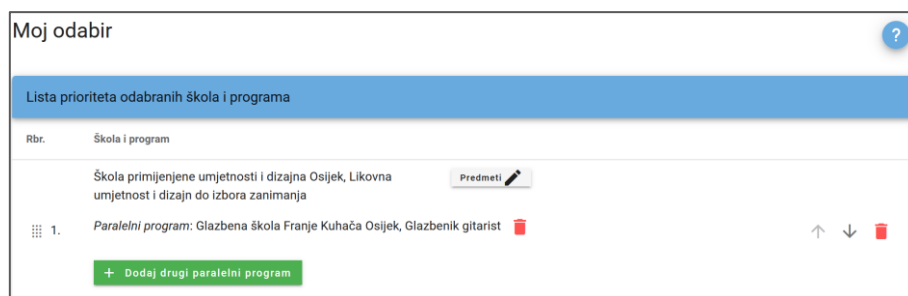 Moj odabir
?
Lista prioriteta odabranih škola i programa
Rbr. Škola i program
Škola primijenjene umjetnosti i dizajna Osijek, Likovna
umjetnost i dizajn do izbora zanimanja
Predmeti
1. Paralelni program: Glazbena škola Franje Kuhača Osijek, Glazbenik gitarist
+ Dodaj drugi paralelni program